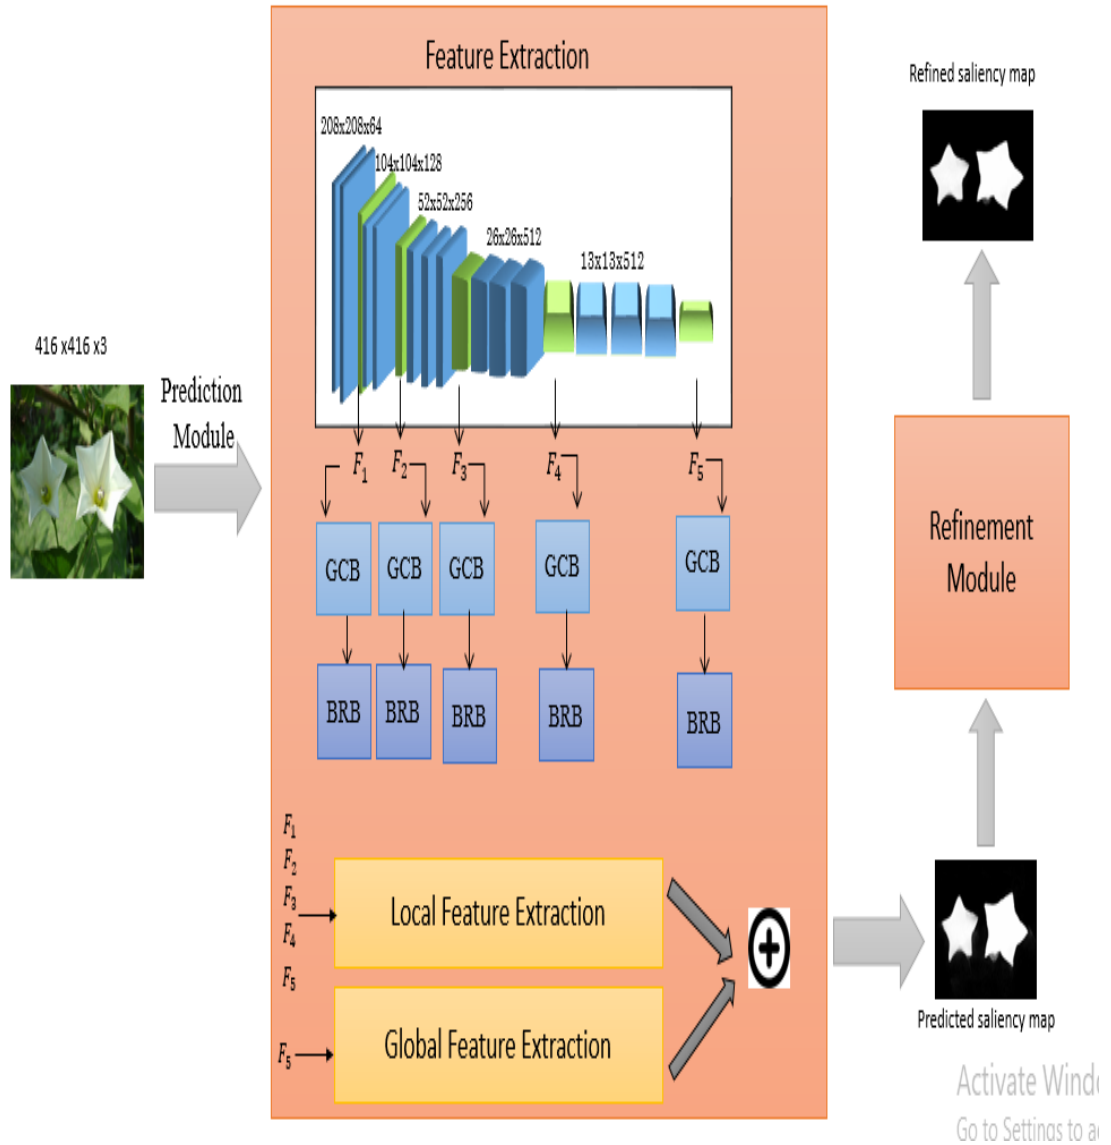 Feature Extraction
208x208x64
104x104x128
52x52x256
26x26x512
13x13x512
416 x416 x3
Prediction
Module
F1
F2
F3
F4
F5
GCB
GCB
GCB
GCB
GCB
BRB
BRB
BRB
BRB
BRB
F1
F2
F3
F4
F5
Local Feature Extraction
F5
Global Feature Extraction
Refined saliency map
Refinement
Module
Predicted saliency map
Activate Windo
Go to Settings to ac